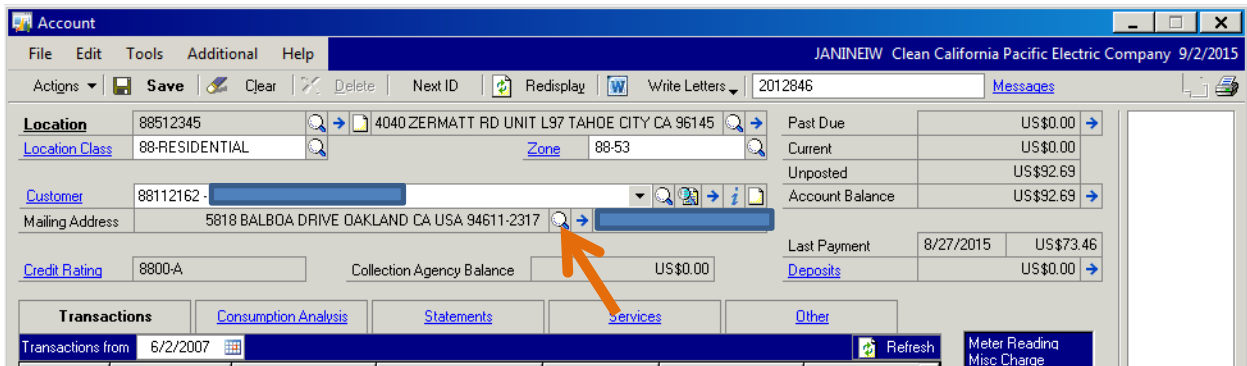 Account
File Edit Tools Additional Help JANINEIW Clean California Pacific Electric Company 9/2/2015
Actions Save Clear Delete Next ID Redisplay Write Letters 2012846 Messages
Location 88512345 4040 ZERMATT RD UNIT L97 TAHOE CITY CA 96145 Past Due US$0.00
Location Class 88-RESIDENTIAL Zone 88-53 Current US$0.00
Unposted US$92.69
Customer 88112162 - Account Balance US$92.69
Mailing Address 5818 BALBOA DRIVE OAKLAND CA USA 94611-2317
Last Payment 8/27/2015 US$73.46
Credit Rating 8800-A Collection Agency Balance US$0.00 Deposits US$0.00
Transactions Consumption Analysis Statements Services Other
Transactions from 6/2/2007 Refresh Meter Reading
Misc Charge